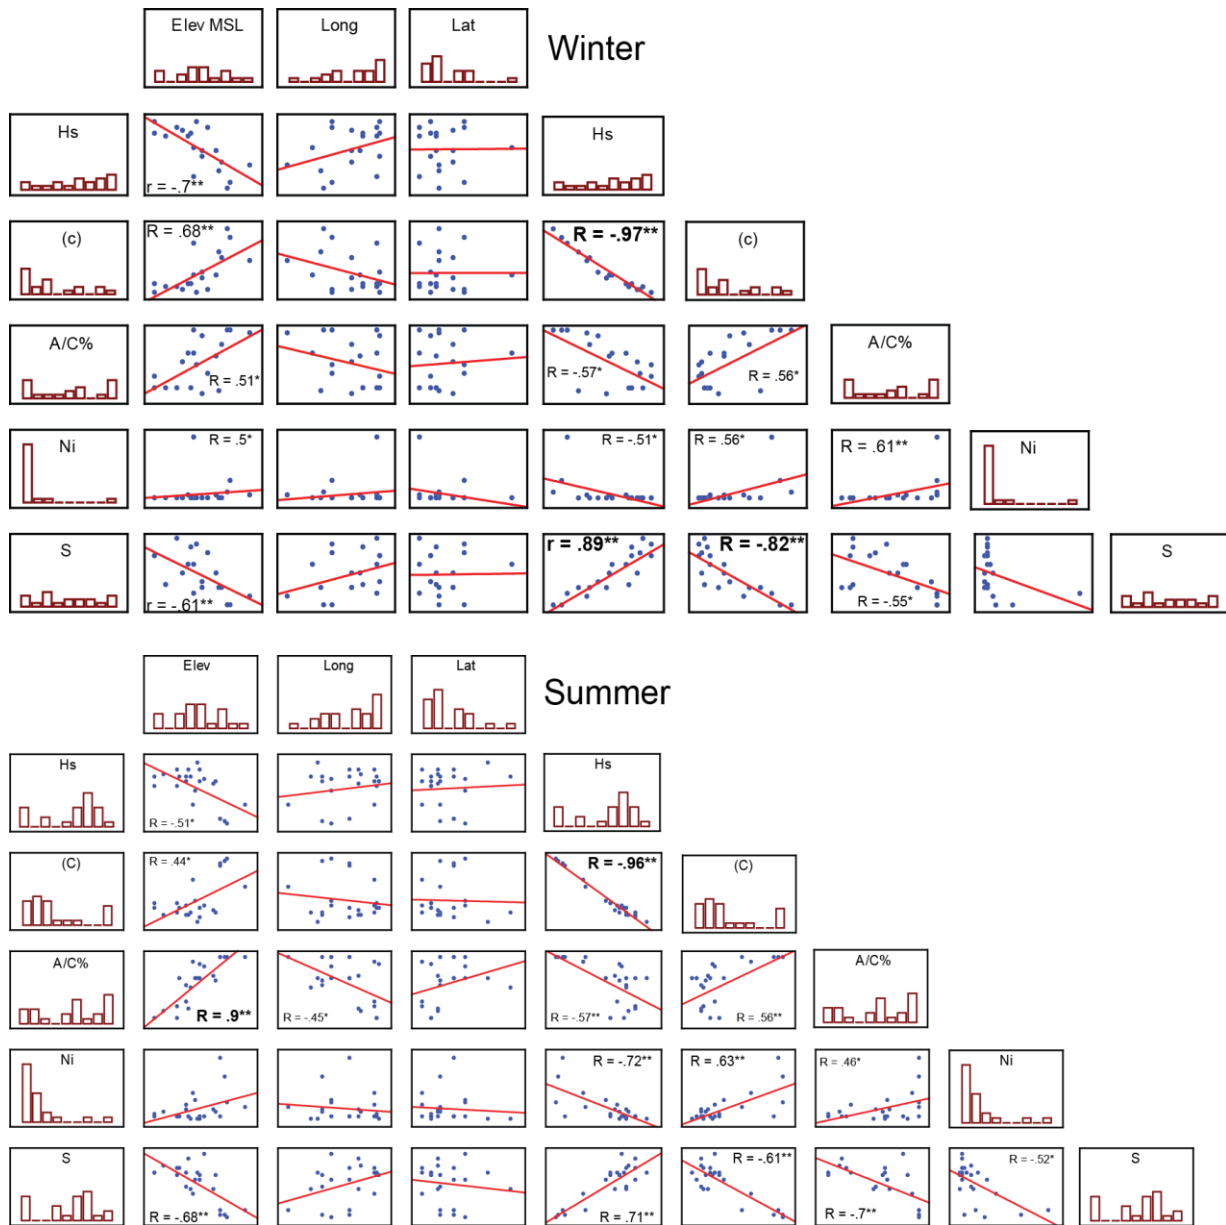 Elev MSL Long Lat Winter
Hs r = -.7** Hs
(c) R = .68** R = -.97** (c)
A/C% R = .51* R = -.57* R = .56* A/C%
Ni R = .5* R = -.51* R = .56* R = .61** Ni
S r = -.61** r = .89** R = -.82** R = -.55* S
Elev Long Lat Summer
Hs R = -.51* Hs
(C) R = .44* R = -.96** (C)
A/C% R = .9** R = -.45* R = -.57** R = .56** A/C%
Ni R = -.72** R = .63** R = .46* Ni
S R = -.68** R = .71** R = -.61** R = -.7** R = -.52* S